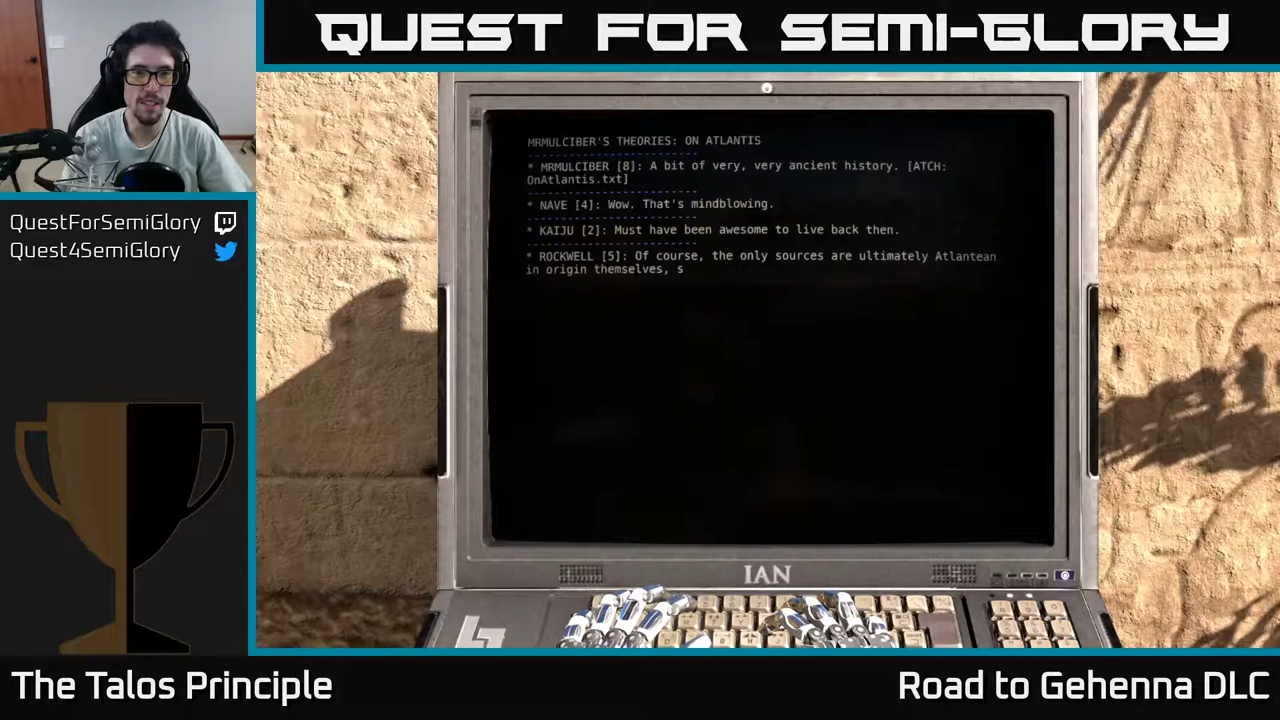 QUEST FOR SEMI-GLORY
QuestForSemiGlory
Quest4SemiGlory
MRMULCIBER'S THEORIES: ON ATLANTIS
* MRMULCIBER [8]: A bit of very, very ancient history. [ATCH:
OnAtlantis.txt]
* NAVE [4]: Wow. That's mindblowing.
* KAIJU [2]: Must have been awesome to live back then.
* ROCKWELL [5]: Of course, the only sources are ultimately Atlantean
in origin themselves, s
IAN
The Talos Principle
Road to Gehenna DLC